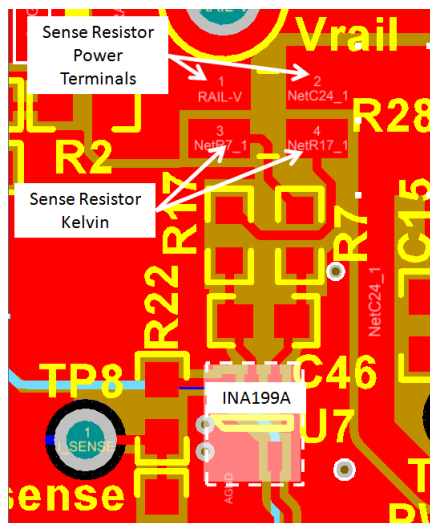 Sense Resistor
Power
Terminals
Vrail
1
RAIL-V
2
NetC24_1
R28
3
NetR7_1
4
NetR17_1
R2
Sense Resistor
Kelvin
R17
R7
C15
R22
NetC24_1
TP8
C46
INA199A
U7
1
I_SENSE
AGND
sense
T
PW